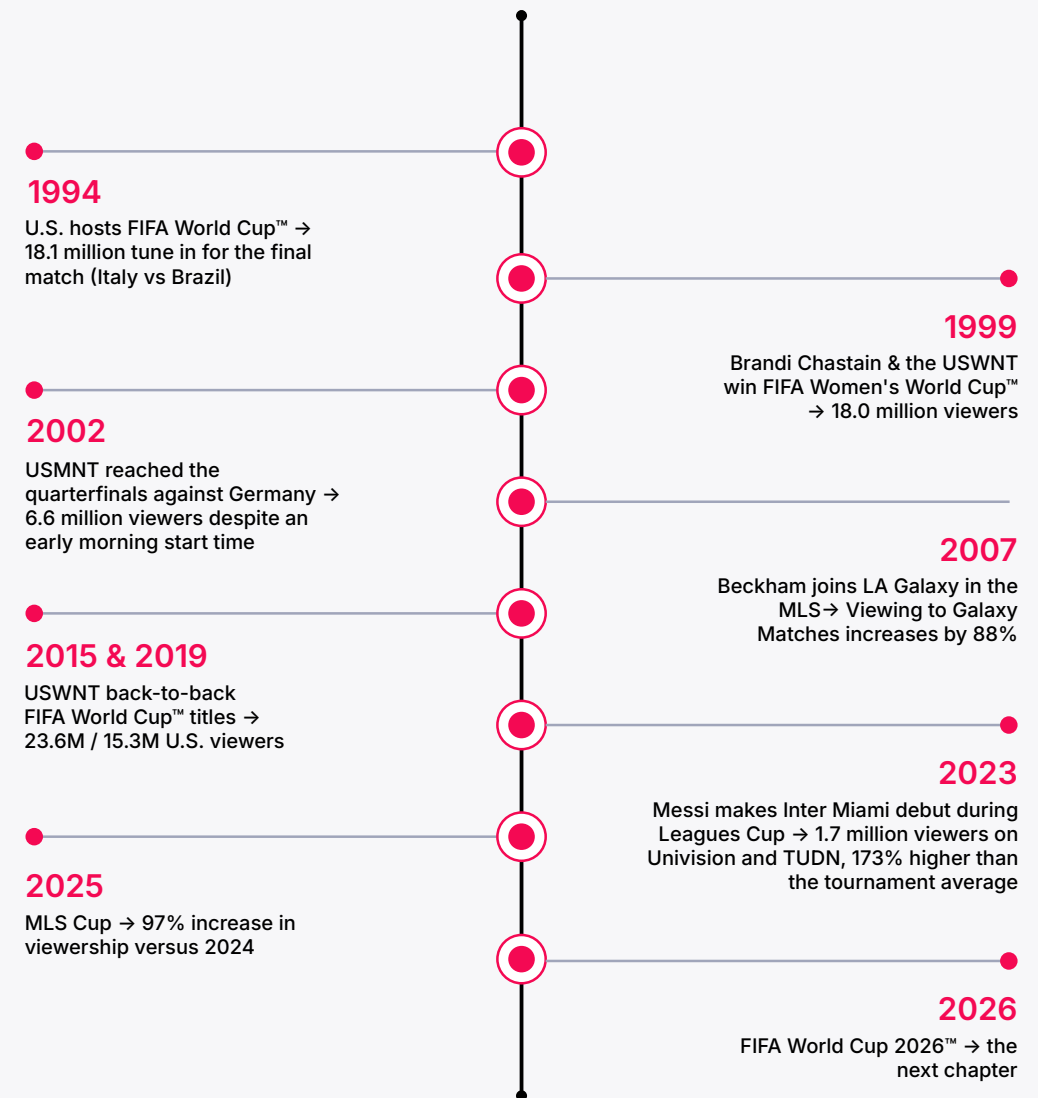 1994
U.S. hosts FIFA World Cup™ →
18.1 million tune in for the final
match (Italy vs Brazil)
1999
Brandi Chastain & the USWNT
win FIFA Women's World Cup™
→ 18.0 million viewers
2002
USMNT reached the
quarterfinals against Germany →
6.6 million viewers despite an
early morning start time
2007
Beckham joins LA Galaxy in the
MLS→ Viewing to Galaxy
Matches increases by 88%
2015 & 2019
USWNT back-to-back
FIFA World Cup™ titles →
23.6M / 15.3M U.S. viewers
2023
Messi makes Inter Miami debut during
Leagues Cup → 1.7 million viewers on
Univision and TUDN, 173% higher than
the tournament average
2025
MLS Cup → 97% increase in
viewership versus 2024
2026
FIFA World Cup 2026™ → the
next chapter